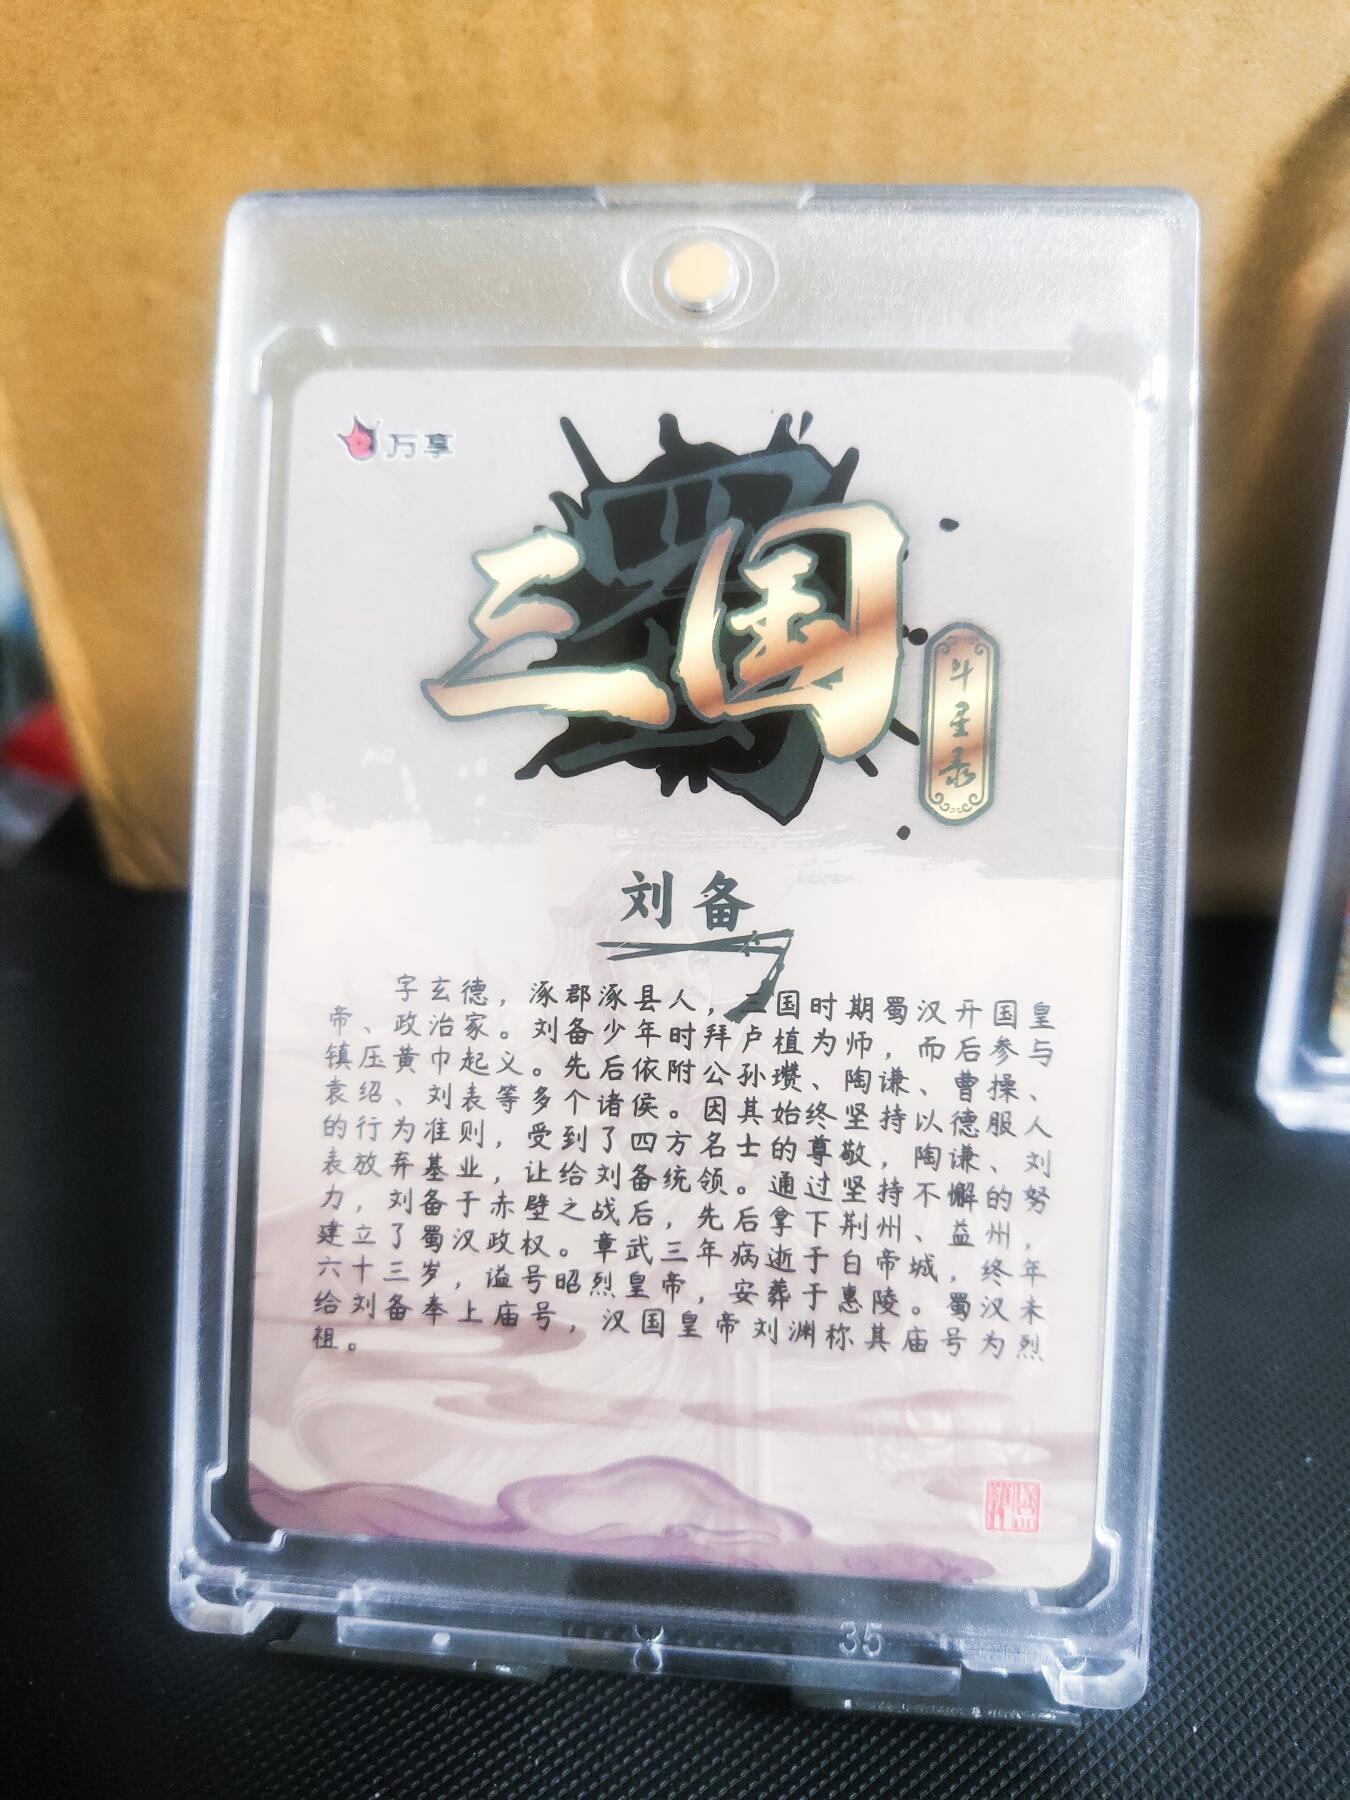 万享
三国
斗星录
刘备
字玄德，涿郡涿县人，三国时期蜀汉开国皇
帝、政治家。刘备少年时拜卢植为师，而后参与
镇压黄巾起义。先后依附公孙瓒、陶谦、曹操、
袁绍、刘表等多个诸侯。因其始终坚持以德服人
的行为准则，受到了四方名士的尊敬，陶谦、刘
表放弃基业，让给刘备统领。通过坚持不懈的努
力，刘备于赤壁之战后，先后拿下荆州、益州，
建立了蜀汉政权。章武三年病逝于白帝城，终年
六十三岁，谥号昭烈皇帝，安葬于惠陵。蜀汉未
给刘备奉上庙号，汉国皇帝刘渊称其庙号为烈
祖。
35